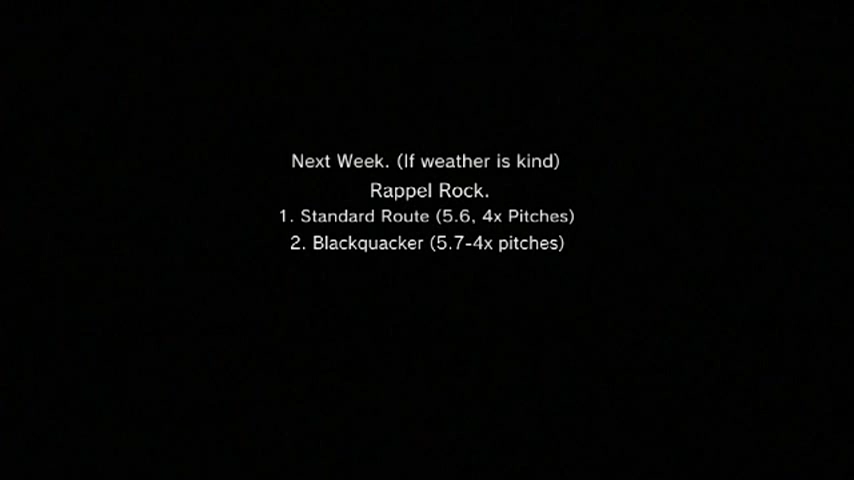 Next Week. (If weather is kind)
Rappel Rock.
1. Standard Route (5.6, 4x Pitches)
2. Blackquacker (5.7-4x pitches)